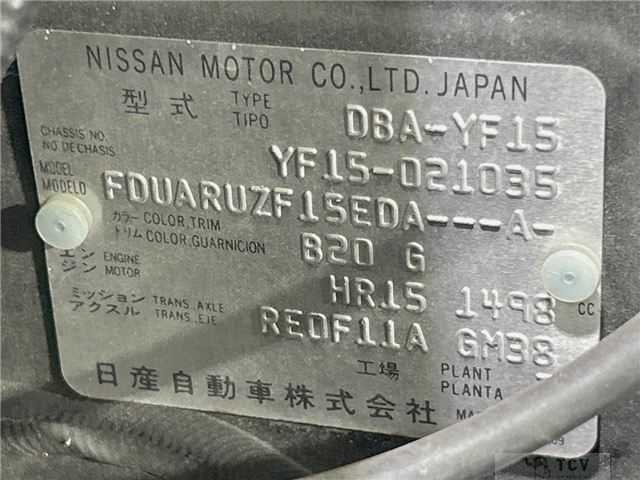 NISSAN MOTOR CO.,LTD. JAPAN
型式 TYPE TIPO DBA-YF15
CHASSIS NO. NO. DE CHASIS YF15-021035
MODEL MODELO FDUARUZF15EDA---A-
カラー COLOR,TRIM
トリム COLOR,GUARNICION B20 G
エンジン ENGINE MOTOR HR15 1498 CC
ミッション TRANS.,AXLE
アクスル TRANS.,EJE RE0F11A GM38
工場 PLANT PLANTA
日産自動車株式会社
TCV